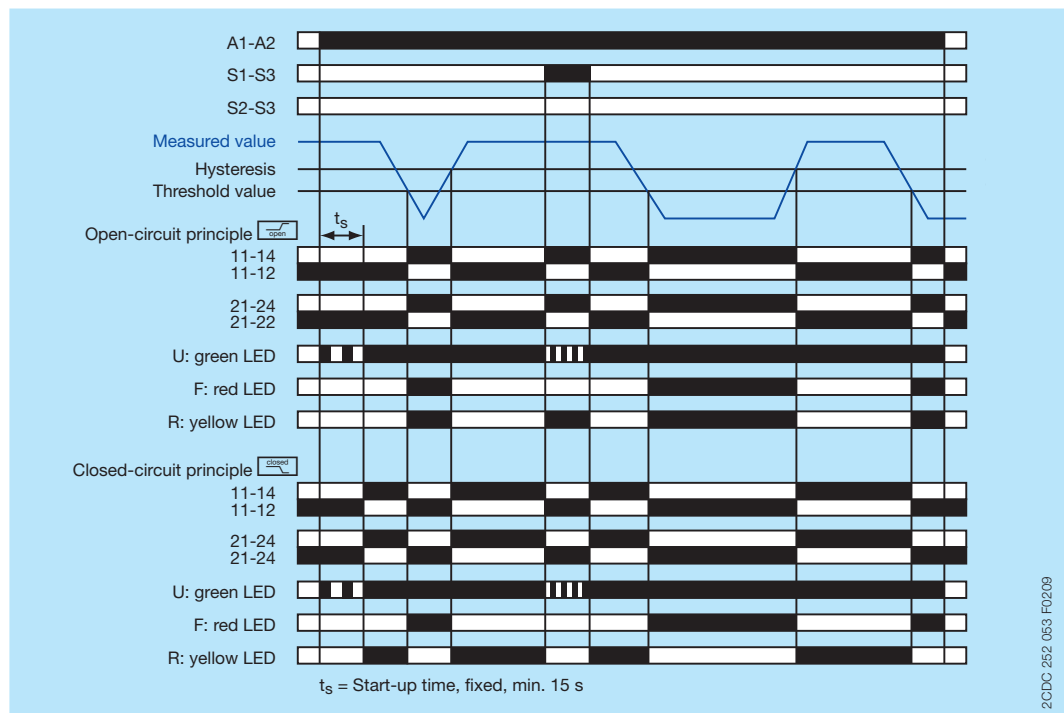 A1-A2
S1-S3
S2-S3
Measured value
Hysteresis
Threshold value
ts
Open-circuit principle open
11-14
11-12
21-24
21-22
U: green LED
F: red LED
R: yellow LED
Closed-circuit principle closed
11-14
11-12
21-24
21-24
U: green LED
F: red LED
R: yellow LED
ts = Start-up time, fixed, min. 15 s
2CDC 252 053 F0209